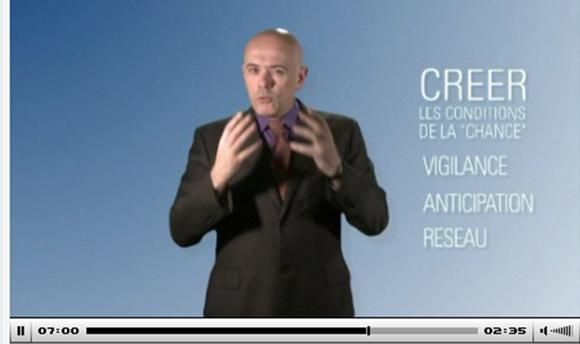 CREER
LES CONDITIONS
DE LA "CHANCE"
VIGILANCE
ANTICIPATION
RESEAU
07:00
02:35